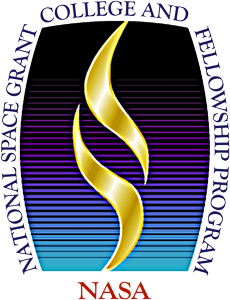 NATIONAL SPACE GRANT COLLEGE AND FELLOWSHIP PROGRAM
NASA